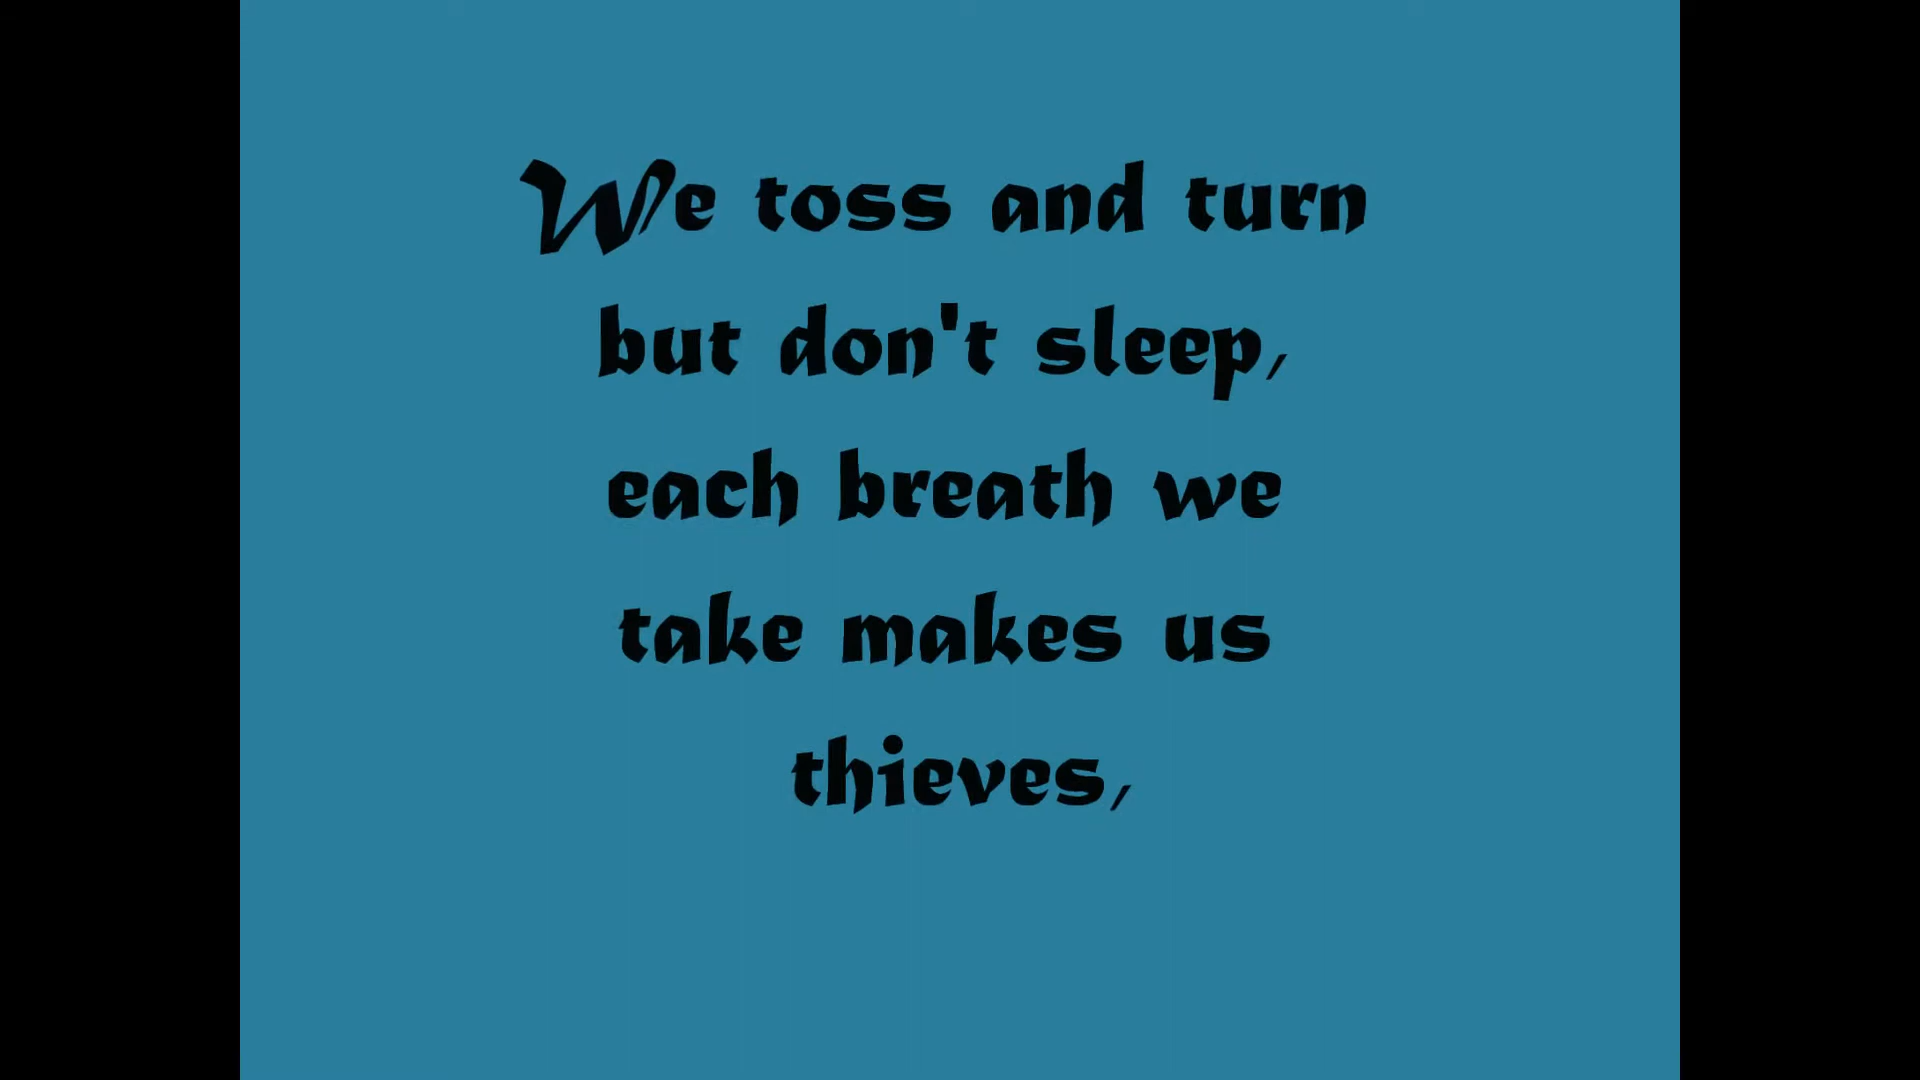 We toss and turn
but don't sleep,
each breath we
take makes us
thieves,